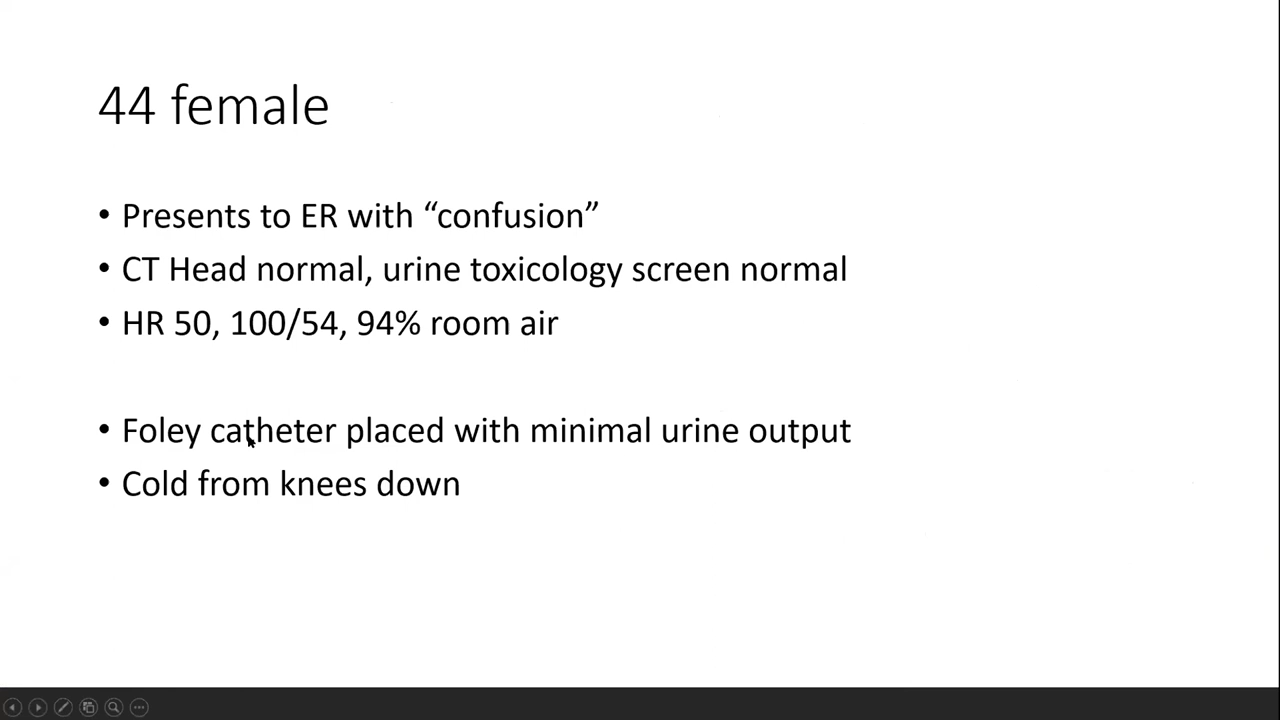 44 female
• Presents to ER with “confusion”
• CT Head normal, urine toxicology screen normal
• HR 50, 100/54, 94% room air
• Foley catheter placed with minimal urine output
• Cold from knees down